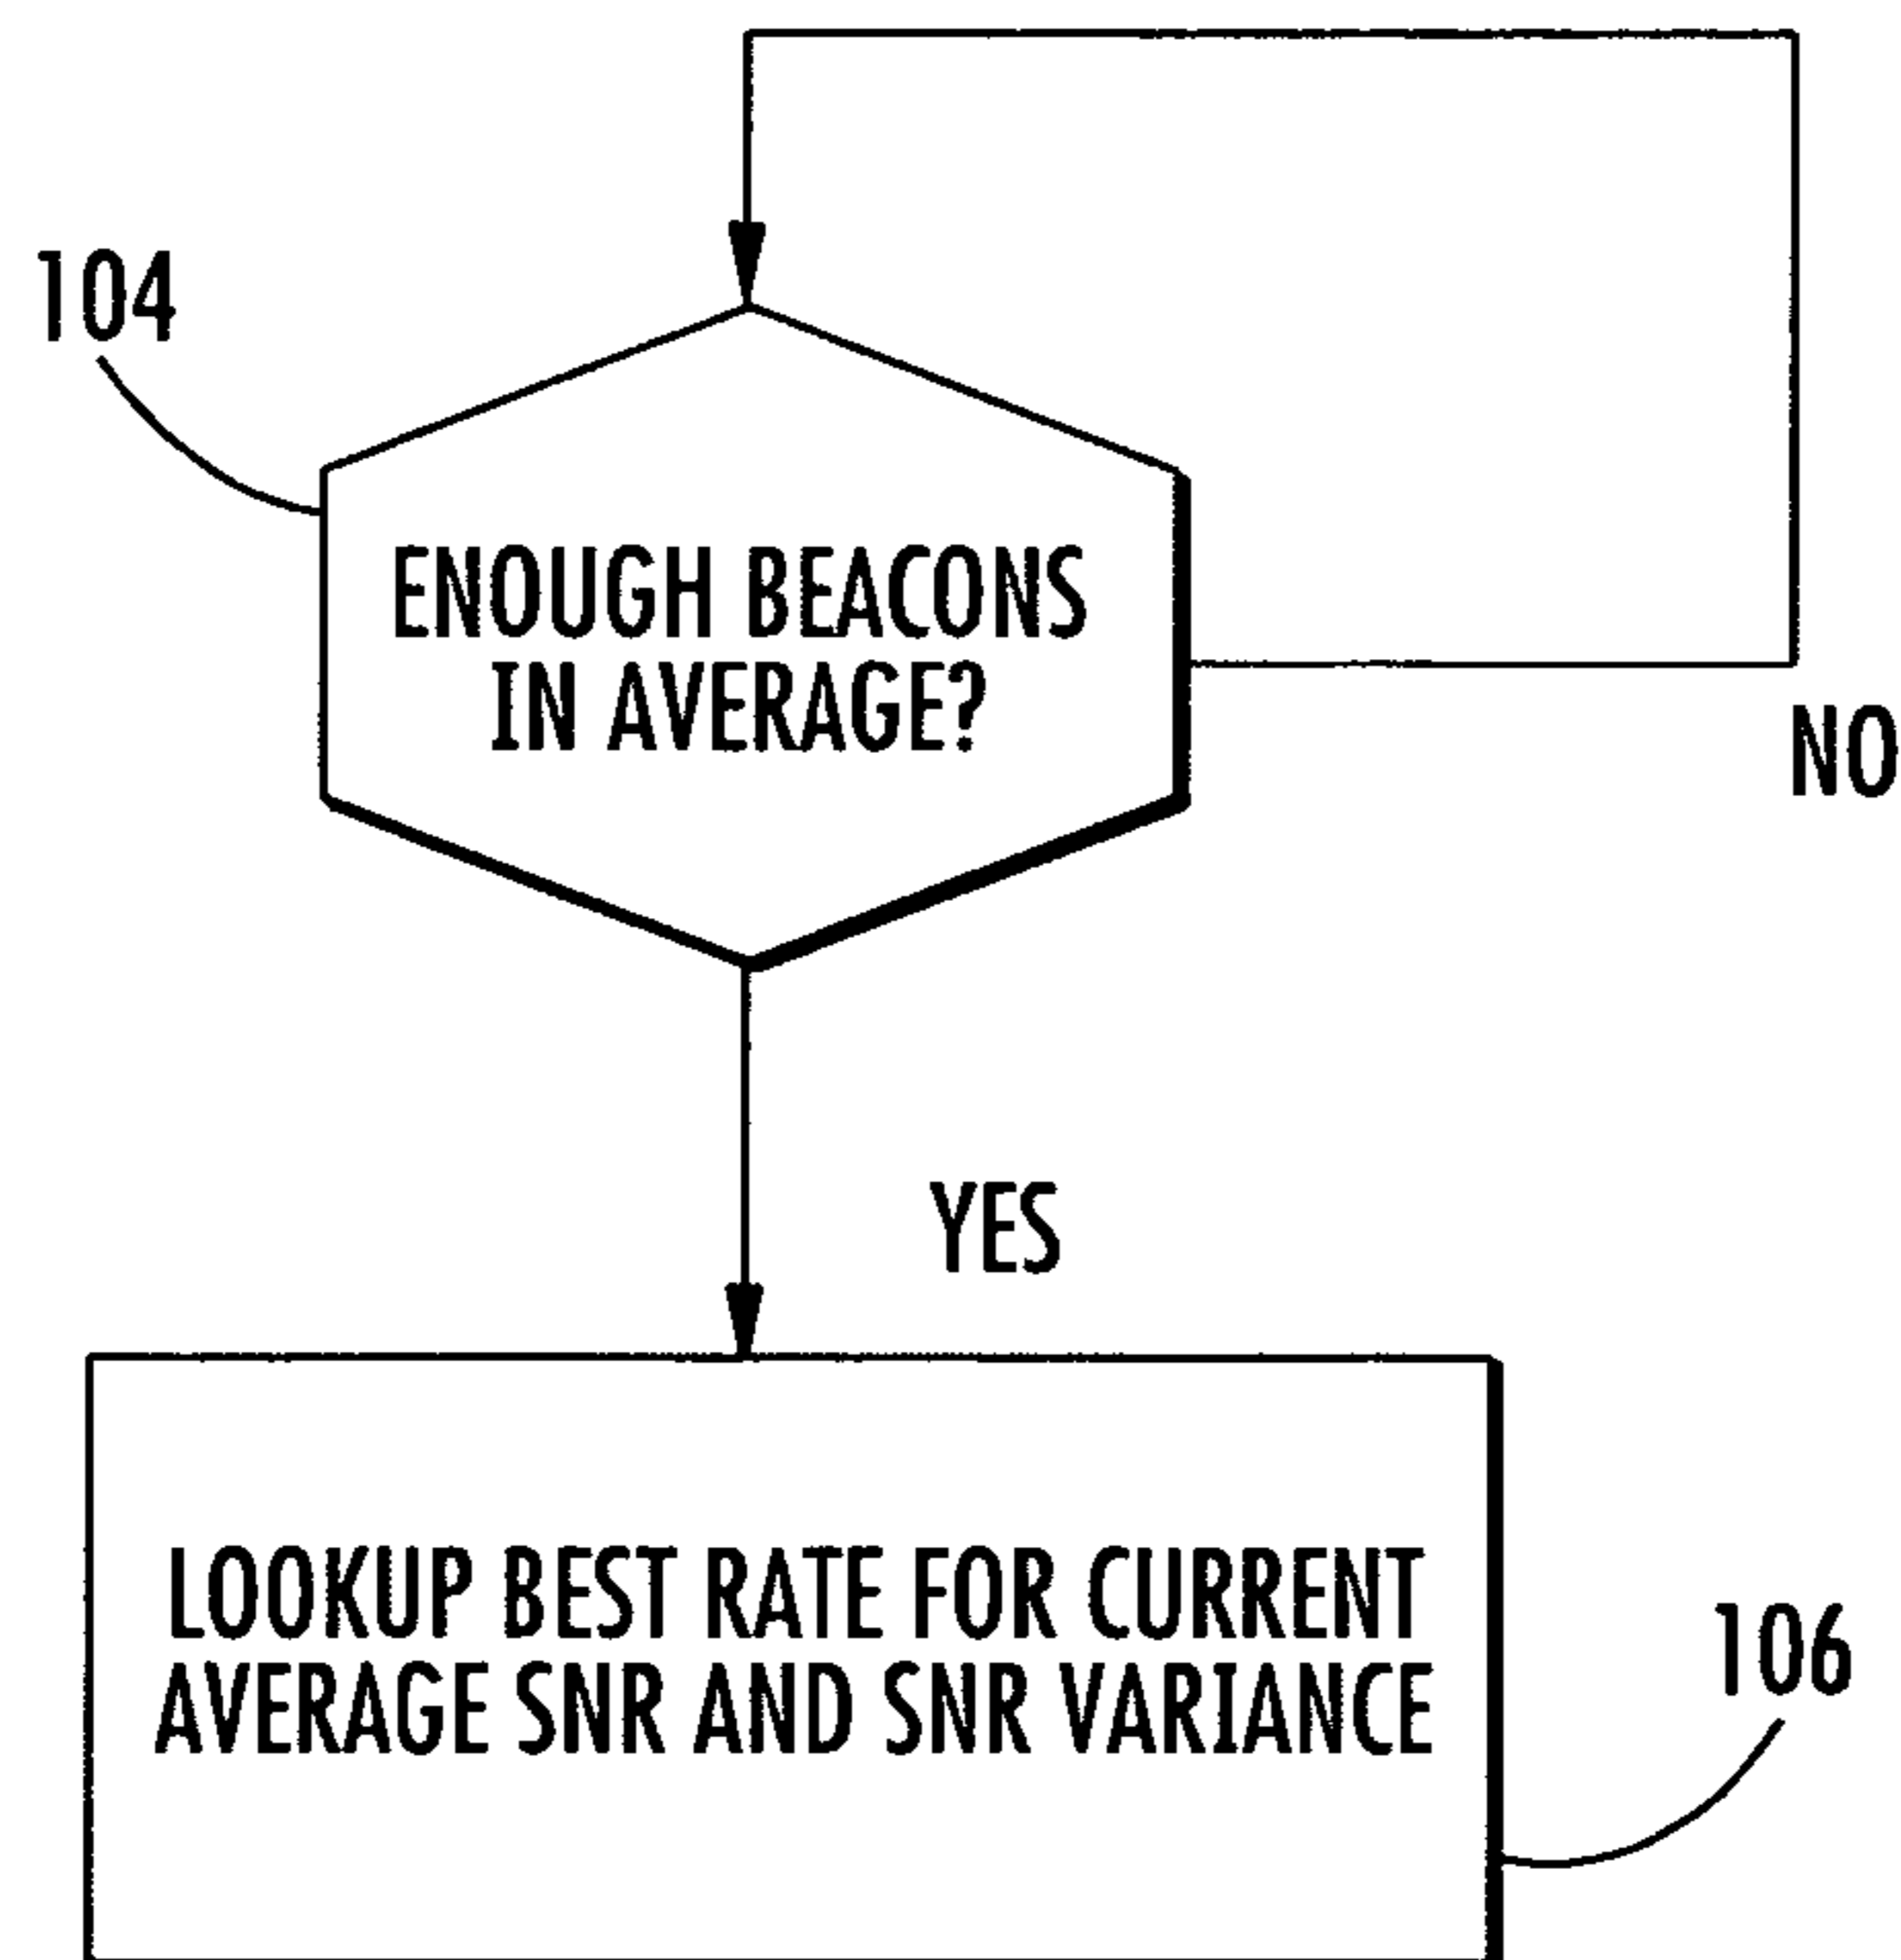 104
ENOUGH BEACONS
IN AVERAGE?
NO
YES
LOOKUP BEST RATE FOR CURRENT
AVERAGE SNR AND SNR VARIANCE
106